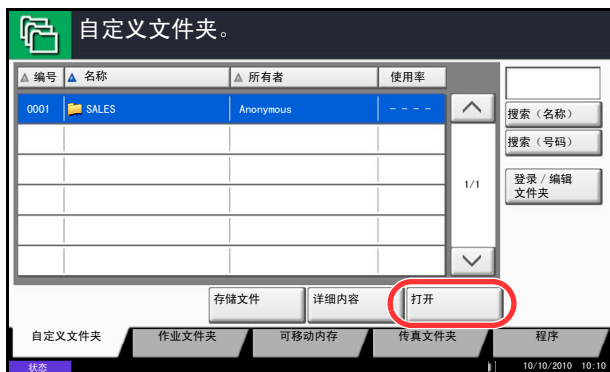 自定义文件夹。
编号 名称 所有者 使用率
0001 SALES Anonymous - - - -
搜索（名称）
搜索（号码）
1/1
登录 / 编辑
文件夹
存储文件 详细内容 打开
自定义文件夹 作业文件夹 可移动内存 传真文件夹 程序
状态 10/10/2010 10:10